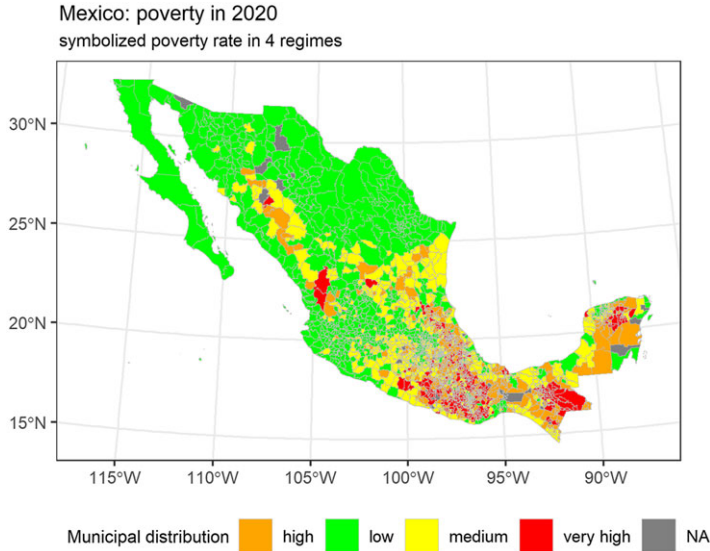 Mexico: poverty in 2020
symbolized poverty rate in 4 regimes
30°N
25°N
20°N
15°N
115°W 110°W 105°W 100°W 95°W 90°W
Municipal distribution high low medium very high NA